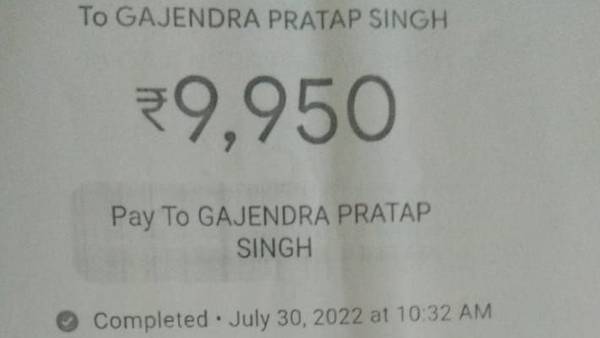 To GAJENDRA PRATAP SINGH
₹9,950
Pay To GAJENDRA PRATAP
SINGH
Completed • July 30, 2022 at 10:32 AM